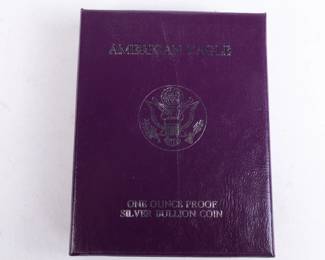 AMERICAN EAGLE
ONE OUNCE PROOF
SILVER BULLION COIN